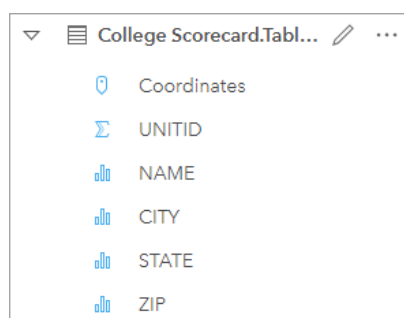 College Scorecard.Tabl...
Coordinates
UNITID
NAME
CITY
STATE
ZIP